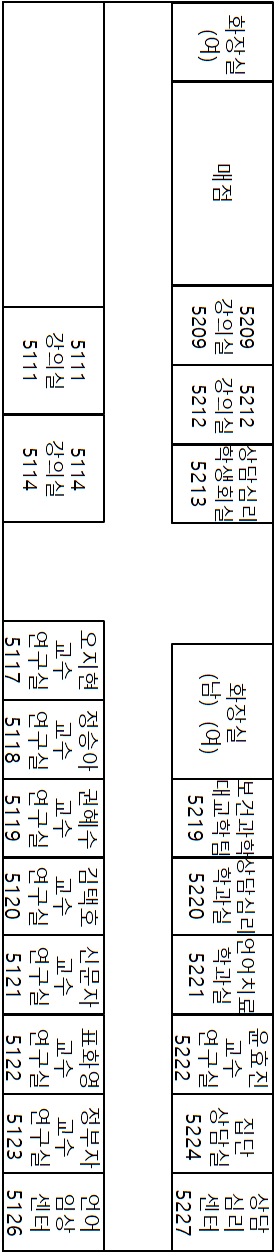 화장실
(여)
매점
5209
강의실
5209
5212
강의실
5212
상담심리
학생회실
5213
화장실
(남) (여)
보건과학
대교학팀
5219
상담심리
학과실
5220
언어치료
학과실
5221
윤효진
교수
연구실
5222
집단
상담실
5224
상담
심리
센터
5227
5111
강의실
5111
5114
강의실
5114
오지현
교수
연구실
5117
정승아
교수
연구실
5118
권혜수
교수
연구실
5119
김태호
교수
연구실
5120
신문자
교수
연구실
5121
표화영
교수
연구실
5122
정부자
교수
연구실
5123
언어
임상
센터
5126